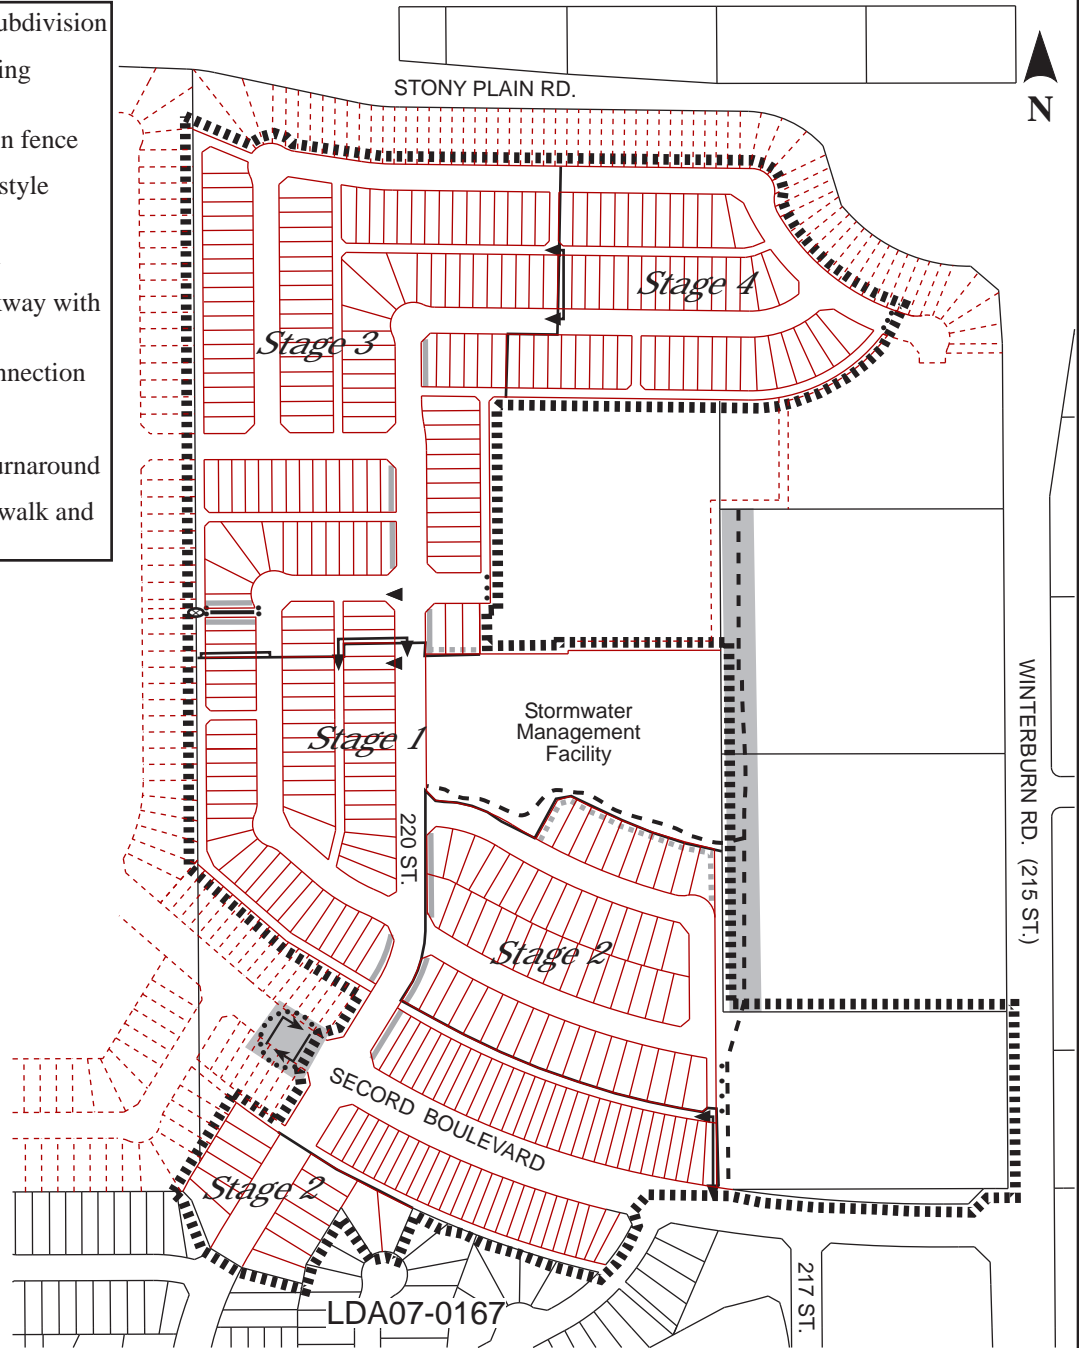 ubdivision
ing
n fence
style
kway with
nnection
urnaround
walk and
STONY PLAIN RD.
N
Stage 4
Stage 3
Stage 1
Stormwater
Management
Facility
220 ST.
WINTERBURN RD. (215 ST.)
Stage 2
SECORD BOULEVARD
Stage 2
217 ST.
LDA07-0167